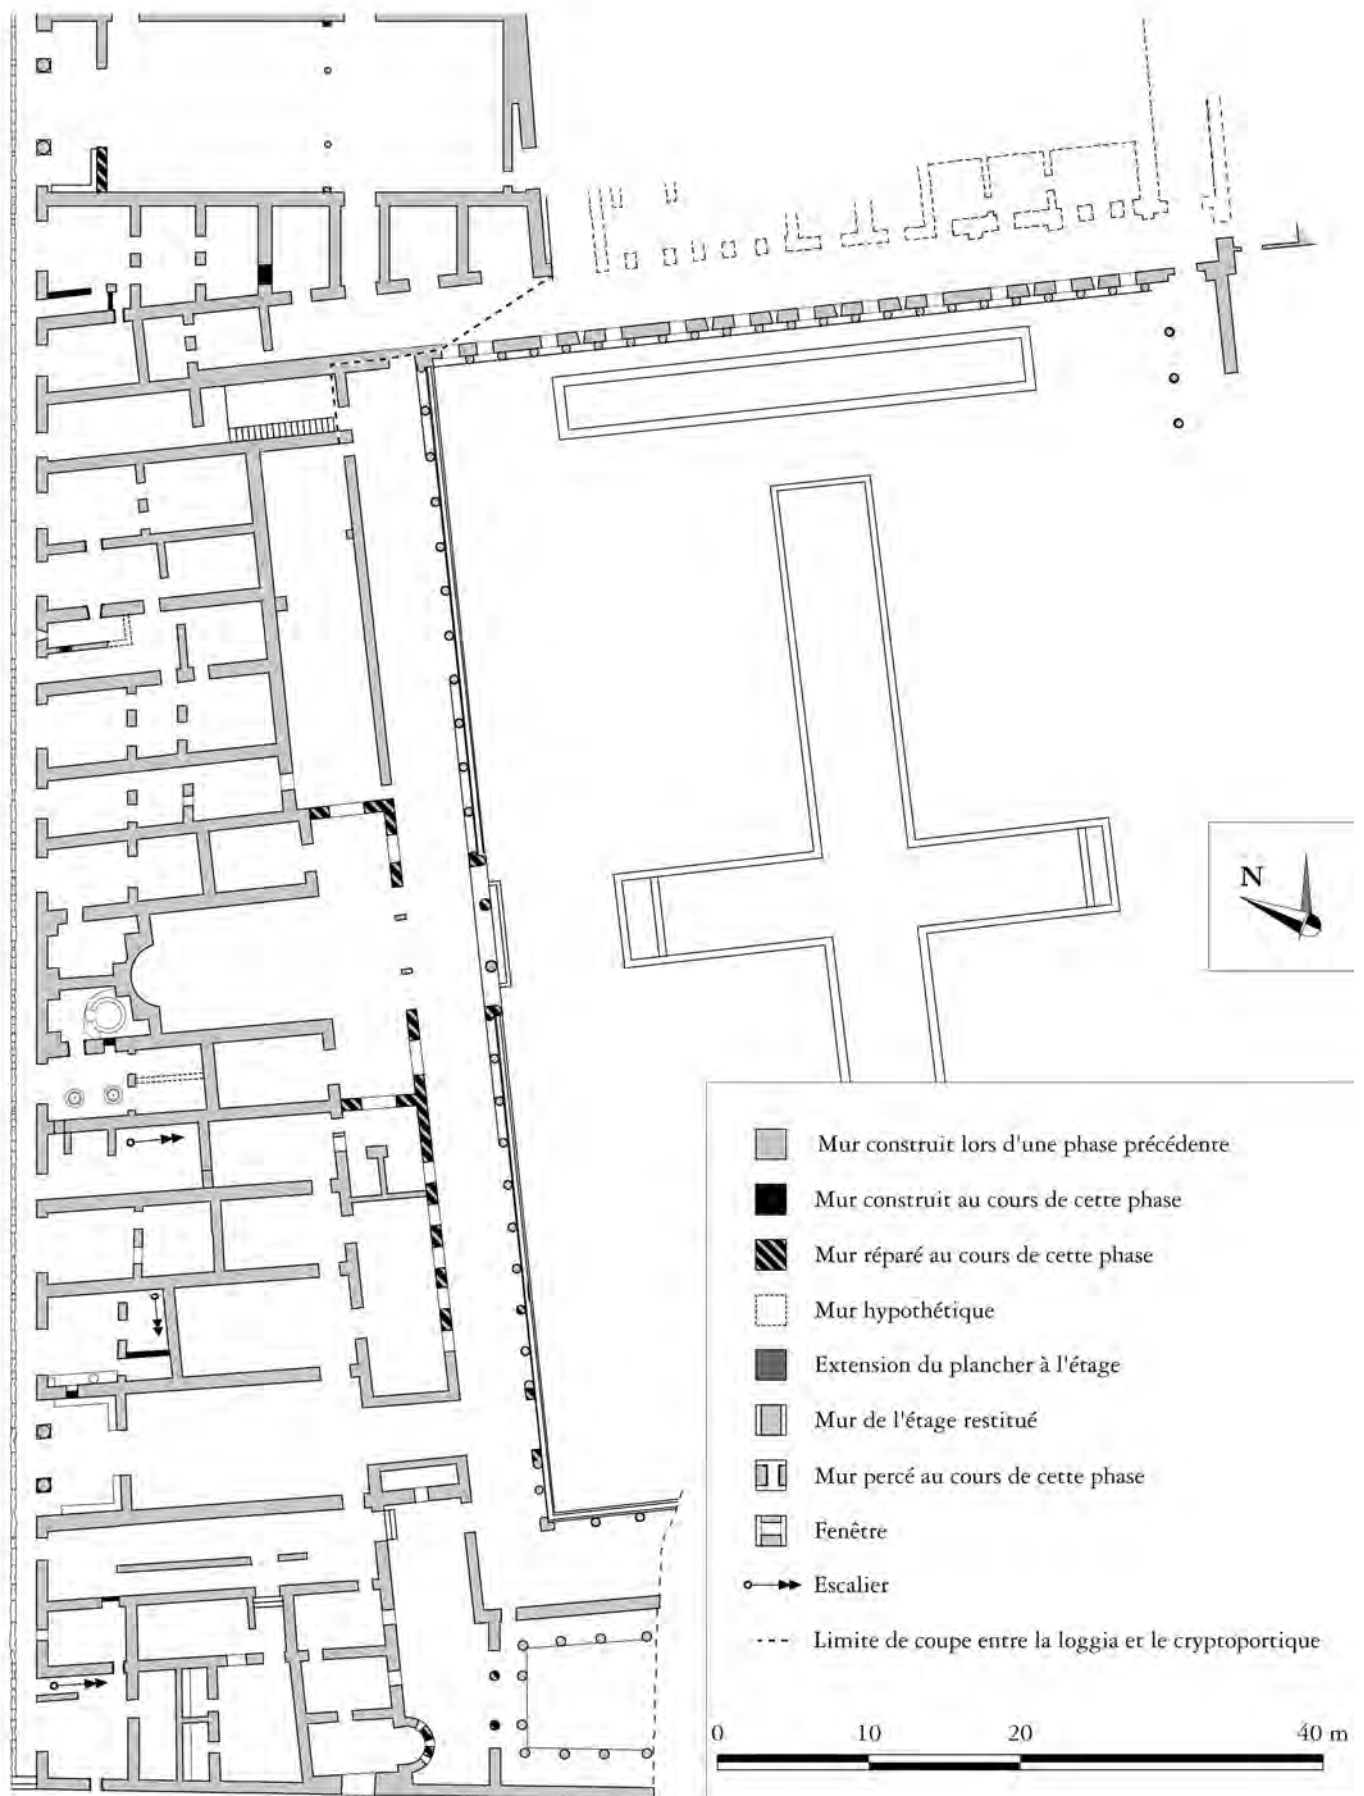 N
Mur construit lors d'une phase précédente
Mur construit au cours de cette phase
Mur réparé au cours de cette phase
Mur hypothétique
Extension du plancher à l'étage
Mur de l'étage restitué
Mur percé au cours de cette phase
Fenêtre
Escalier
Limite de coupe entre la loggia et le cryptoportique
0 10 20 40 m